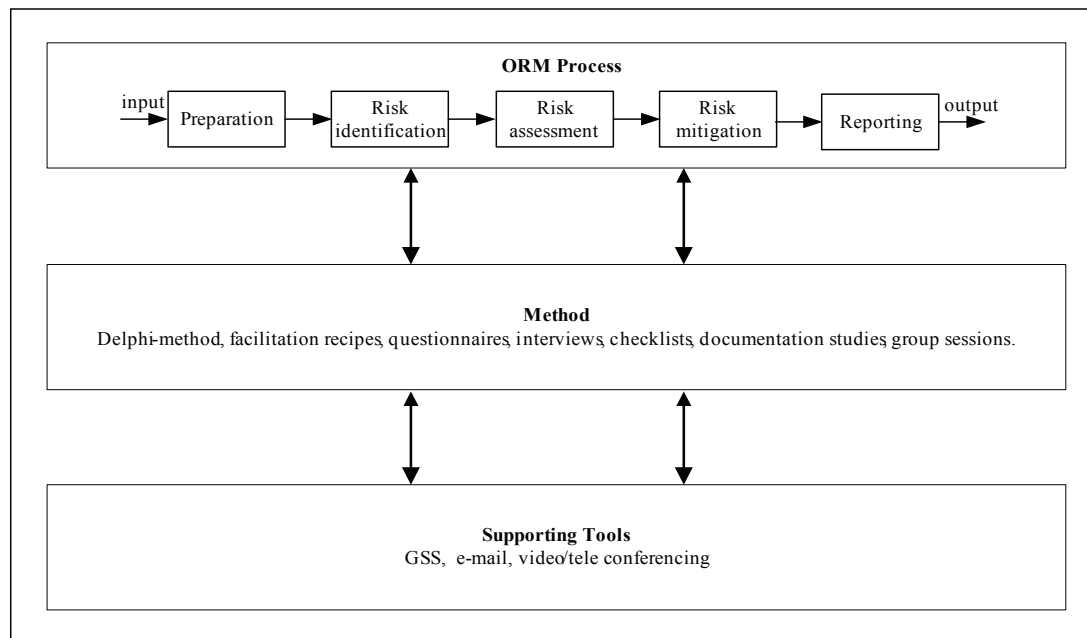 ORM Process
input
Preparation
Risk
identification
Risk
assessment
Risk
mitigation
Reporting
output
Method
Delphi-method, facilitation recipes, questionnaires, interviews, checklists, documentation studies, group sessions.
Supporting Tools
GSS, e-mail, video/tele conferencing